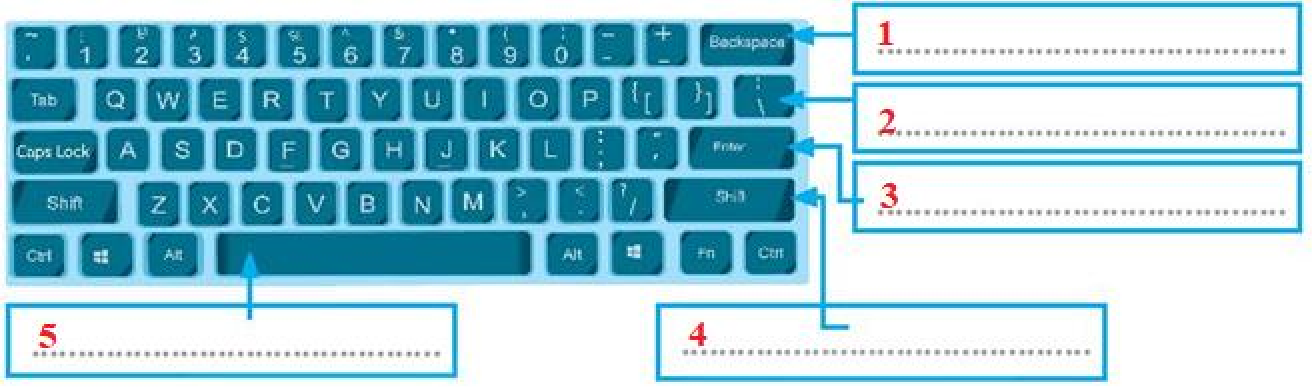 ~ 1 2 3 $ 4 5 ^ 6 & 7 * 8 ( 9 0 – - + _ Backspace
1 ................................
Tab Q W E R T Y U I O P { [ } ] \
2 ................................
Caps Lock A S D F G H J K L ; Enter
3 ................................
Shift Z X C V B N M > , < . ? / Shift
Ctrl Alt Alt Fn Ctrl
5 ................................
4 ................................